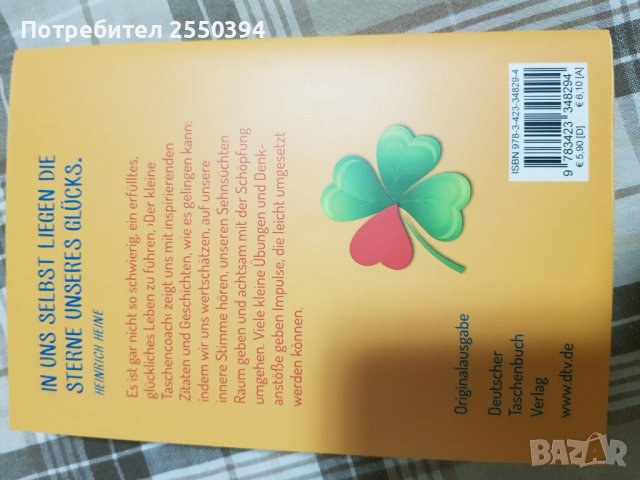 Потребител 2550394
IN UNS SELBST LIEGEN DIE
STERNE UNSERES GLÜCKS.
HEINRICH HEINE
Es ist gar nicht so schwierig, ein erfülltes,
glückliches Leben zu führen. ›Der kleine
Taschencoach‹ zeigt uns mit inspirierenden
Zitaten und Geschichten, wie es gelingen kann:
indem wir uns wertschätzen, auf unsere
innere Stimme hören, unseren Sehnsüchten
Raum geben und achtsam mit der Schöpfung
umgehen. Viele kleine Übungen und Denk-
anstöße geben Impulse, die leicht umgesetzt
werden können.
Originalausgabe
Deutscher
Taschenbuch
Verlag
www.dtv.de
ISBN 978-3-423-34829-4
9 783423 348294
€ 5,90 [D]
€ 6,10 [A]
BAZAR